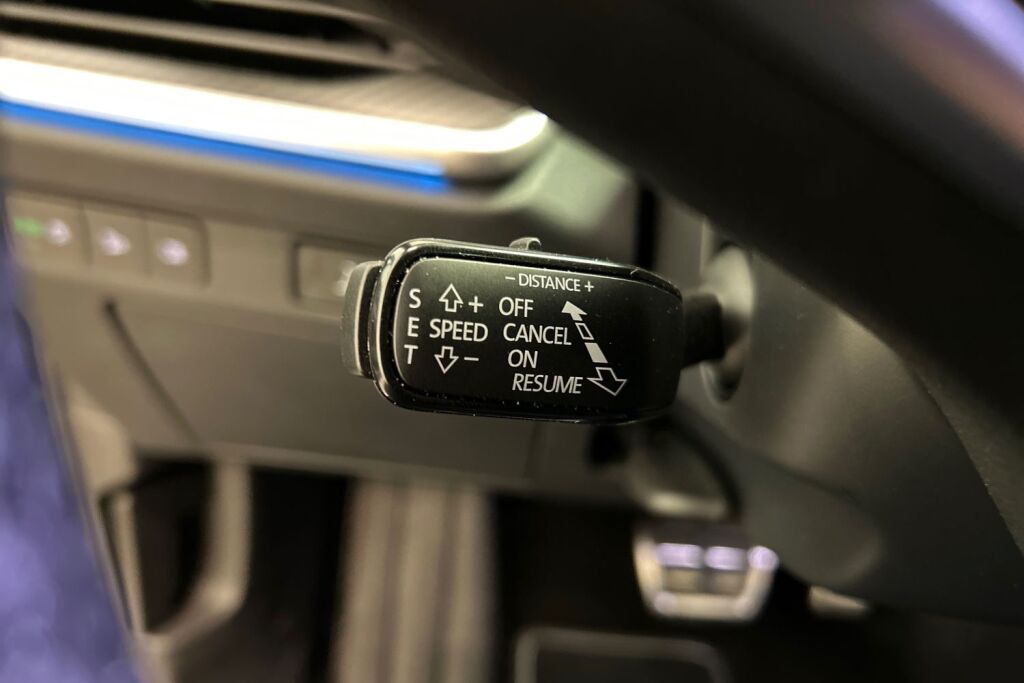 - DISTANCE +
S + OFF
E SPEED CANCEL
T - ON
RESUME